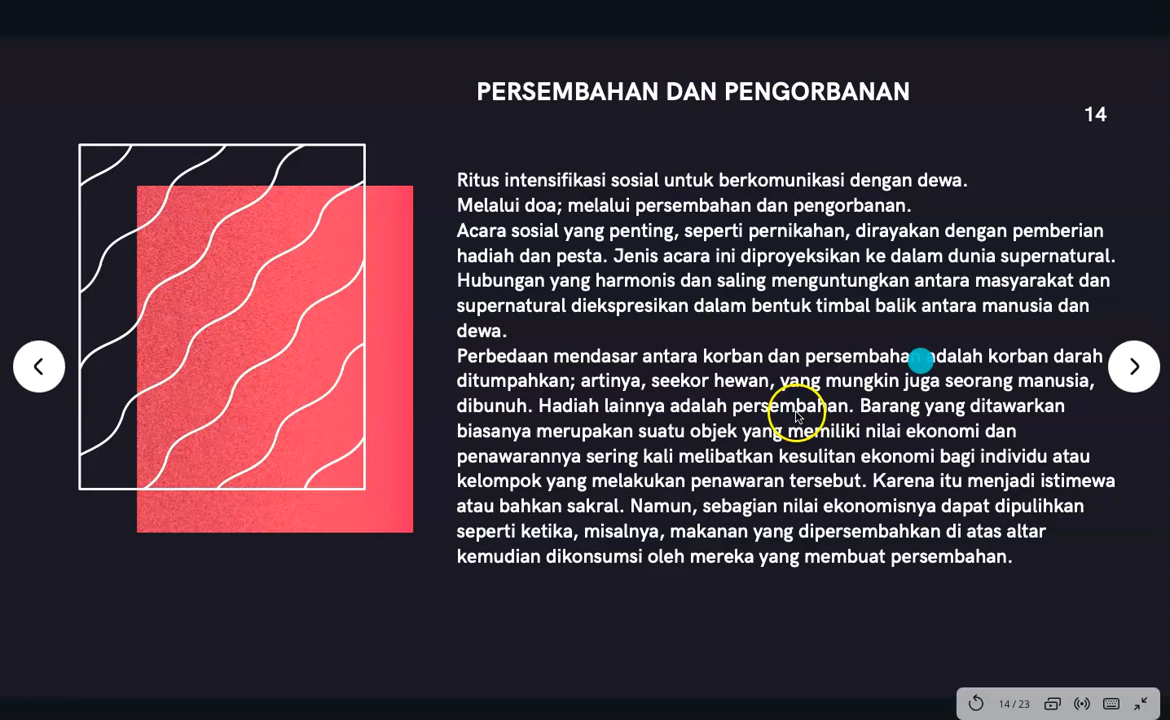 PERSEMBAHAN DAN PENGORBANAN
14
Ritus intensifikasi sosial untuk berkomunikasi dengan dewa.
Melalui doa; melalui persembahan dan pengorbanan.
Acara sosial yang penting, seperti pernikahan, dirayakan dengan pemberian
hadiah dan pesta. Jenis acara ini diproyeksikan ke dalam dunia supernatural.
Hubungan yang harmonis dan saling menguntungkan antara masyarakat dan
supernatural diekspresikan dalam bentuk timbal balik antara manusia dan
dewa.
Perbedaan mendasar antara korban dan persembahan adalah korban darah
ditumpahkan; artinya, seekor hewan, yang mungkin juga seorang manusia,
dibunuh. Hadiah lainnya adalah persembahan. Barang yang ditawarkan
biasanya merupakan suatu objek yang memiliki nilai ekonomi dan
penawarannya sering kali melibatkan kesulitan ekonomi bagi individu atau
kelompok yang melakukan penawaran tersebut. Karena itu menjadi istimewa
atau bahkan sakral. Namun, sebagian nilai ekonomisnya dapat dipulihkan
seperti ketika, misalnya, makanan yang dipersembahkan di atas altar
kemudian dikonsumsi oleh mereka yang membuat persembahan.
14 / 23